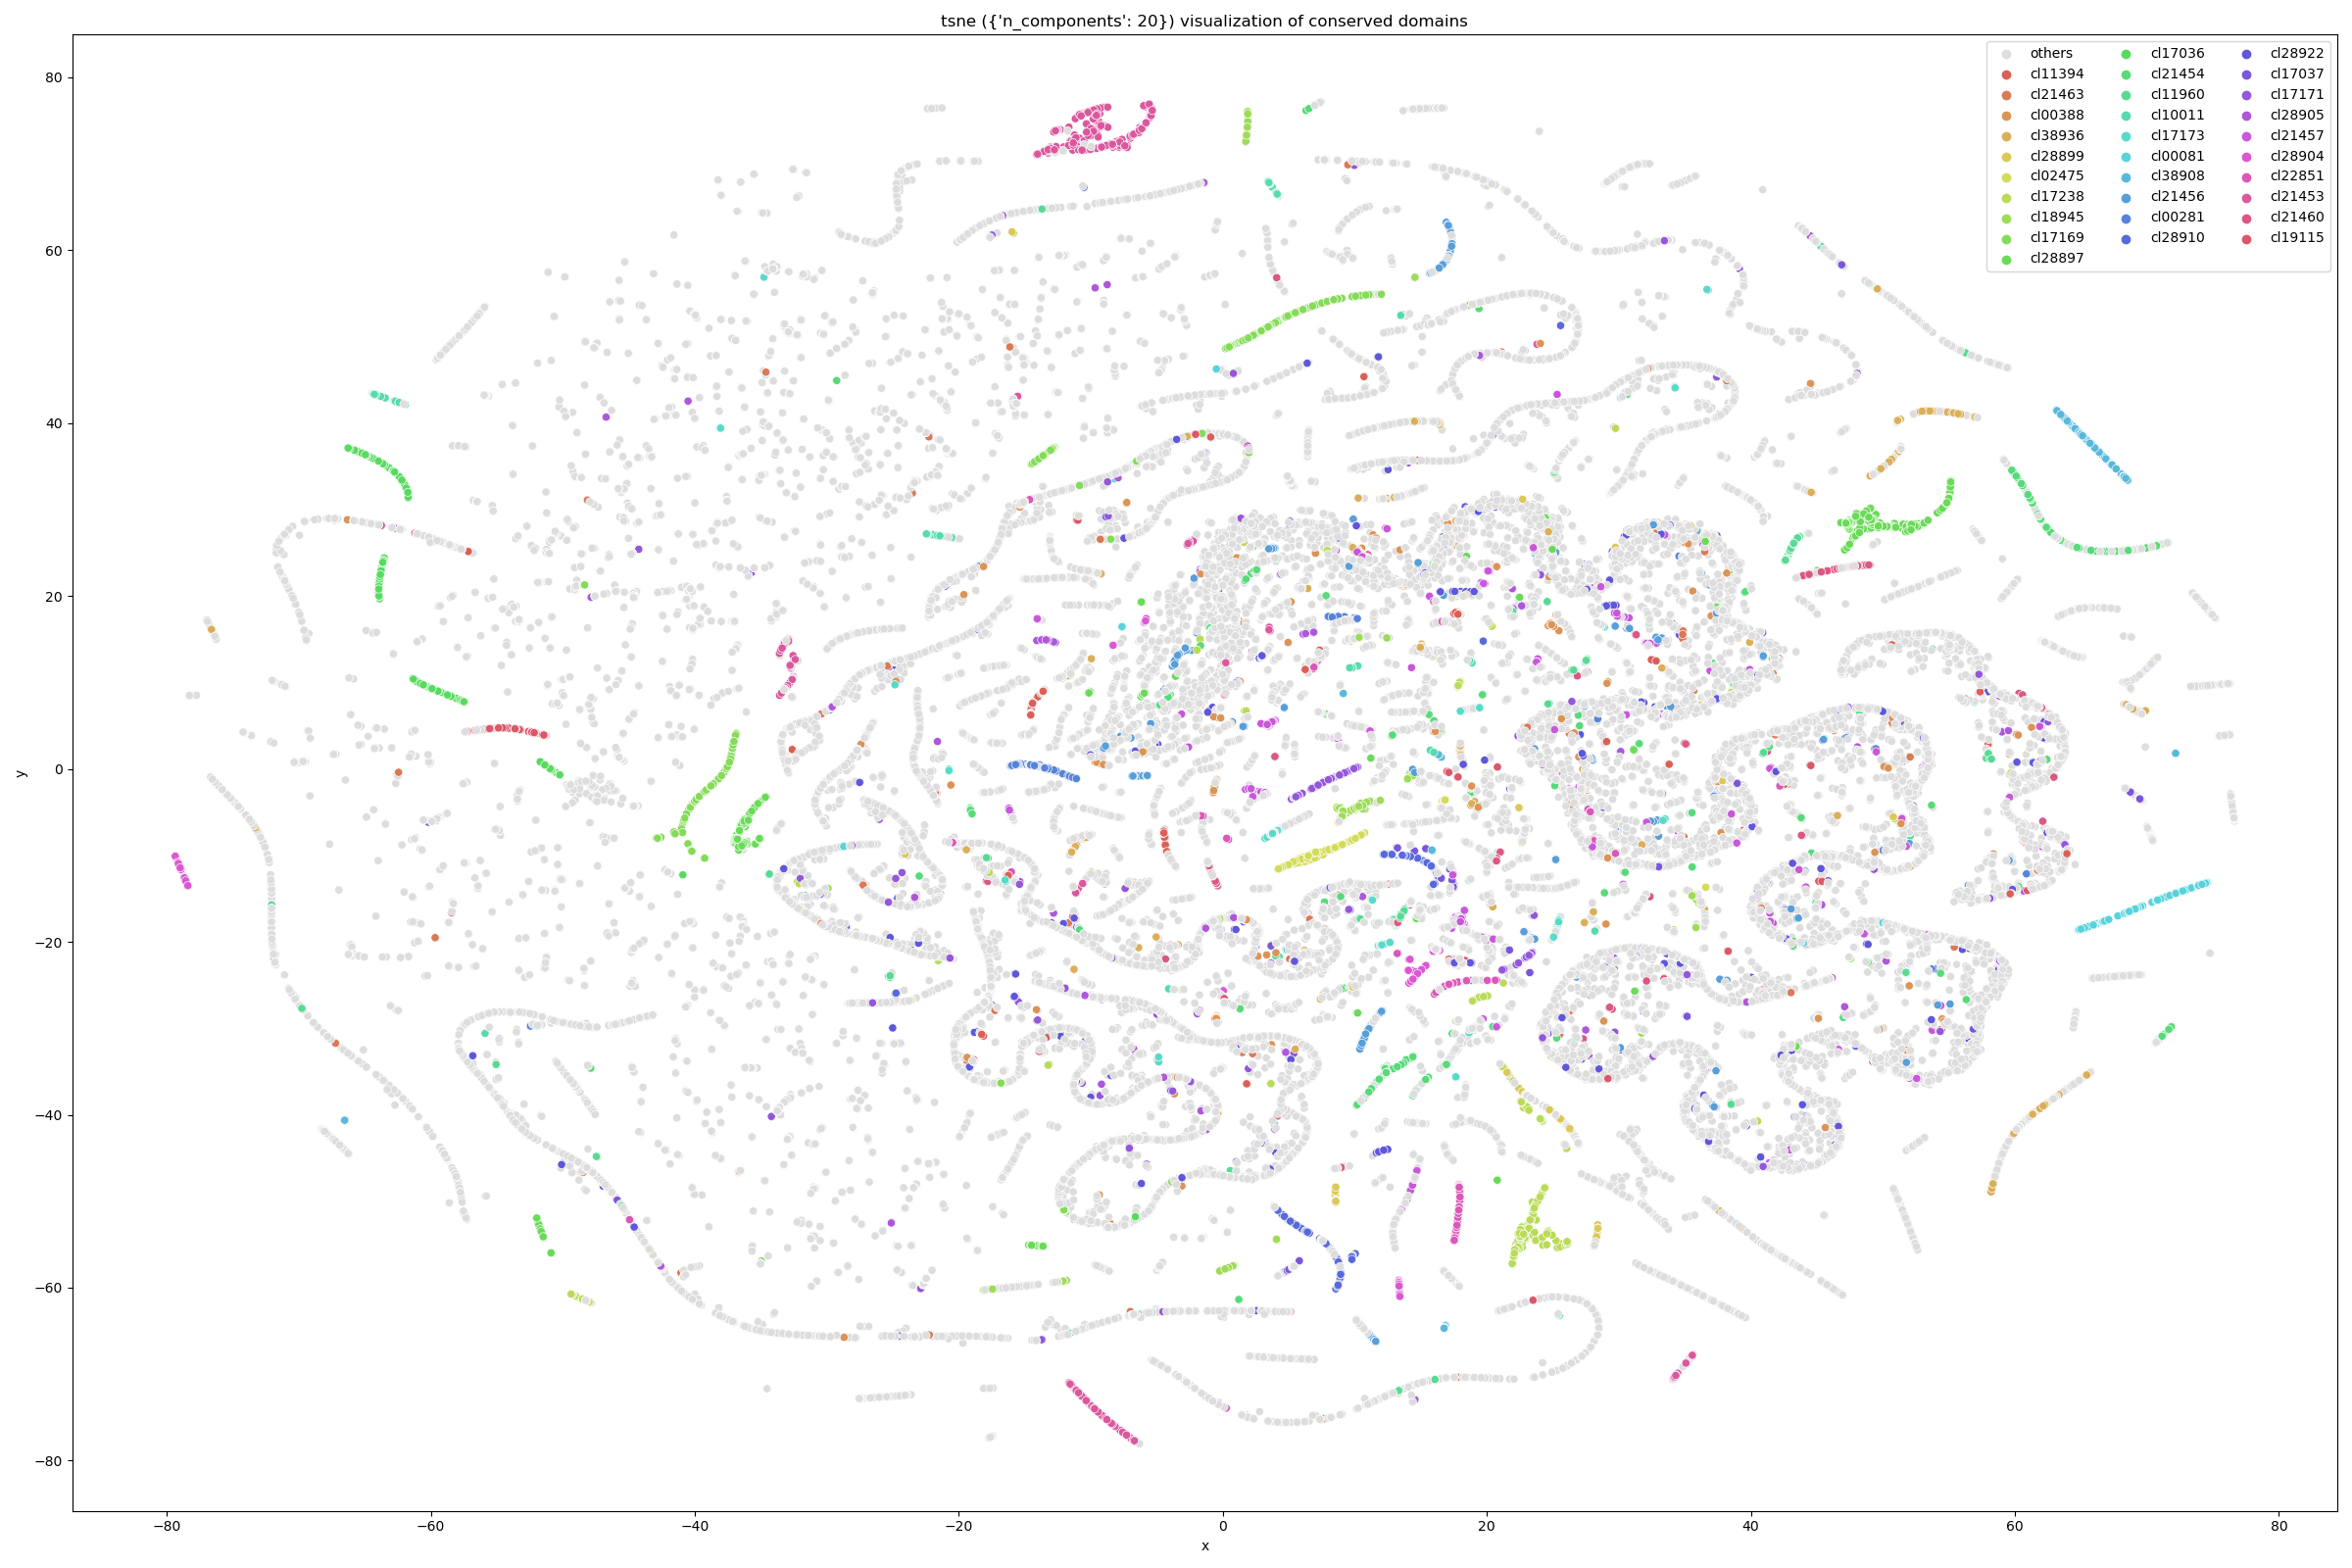 tsne ({'n_components': 20}) visualization of conserved domains
others
cl11394
cl21463
cl00388
cl38936
cl28899
cl02475
cl17238
cl18945
cl17169
cl28897
cl17036
cl21454
cl11960
cl10011
cl17173
cl00081
cl38908
cl21456
cl00281
cl28910
cl28922
cl17037
cl17171
cl28905
cl21457
cl28904
cl22851
cl21453
cl21460
cl19115
80
60
40
20
0
−20
−40
−60
−80
y
−80 −60 −40 −20 0 20 40 60 80
x